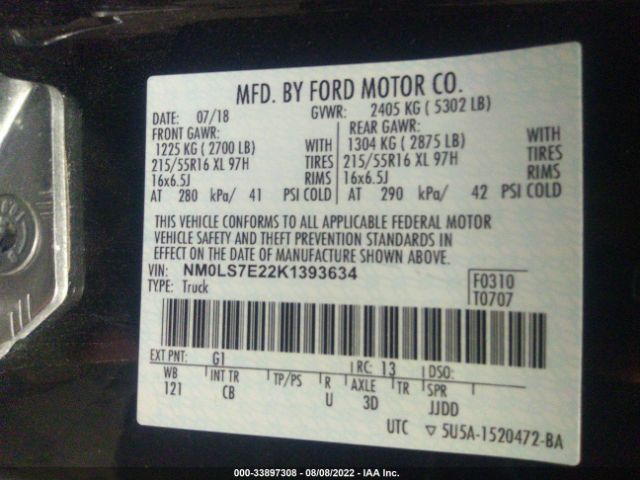 MFD. BY FORD MOTOR CO.
DATE: 07/18 GVWR: 2405 KG ( 5302 LB)
FRONT GAWR: REAR GAWR:
1225 KG ( 2700 LB) WITH 1304 KG ( 2875 LB) WITH
215/55R16 XL 97H TIRES 215/55R16 XL 97H TIRES
16x6.5J RIMS 16x6.5J RIMS
AT 280 kPa/ 41 PSI COLD AT 290 kPa/ 42 PSI COLD
THIS VEHICLE CONFORMS TO ALL APPLICABLE FEDERAL MOTOR
VEHICLE SAFETY AND THEFT PREVENTION STANDARDS IN
EFFECT ON THE DATE OF MANUFACTURE SHOWN ABOVE.
VIN: NM0LS7E22K1393634 F0310
TYPE: Truck T0707
EXT PNT: G1 RC: 13 DSO:
WB INT TR TP/PS R AXLE TR SPR
121 CB U 3D JJDD
UTC ▽ 5U5A-1520472-BA
000-33897308 - 08/08/2022 - IAA Inc.